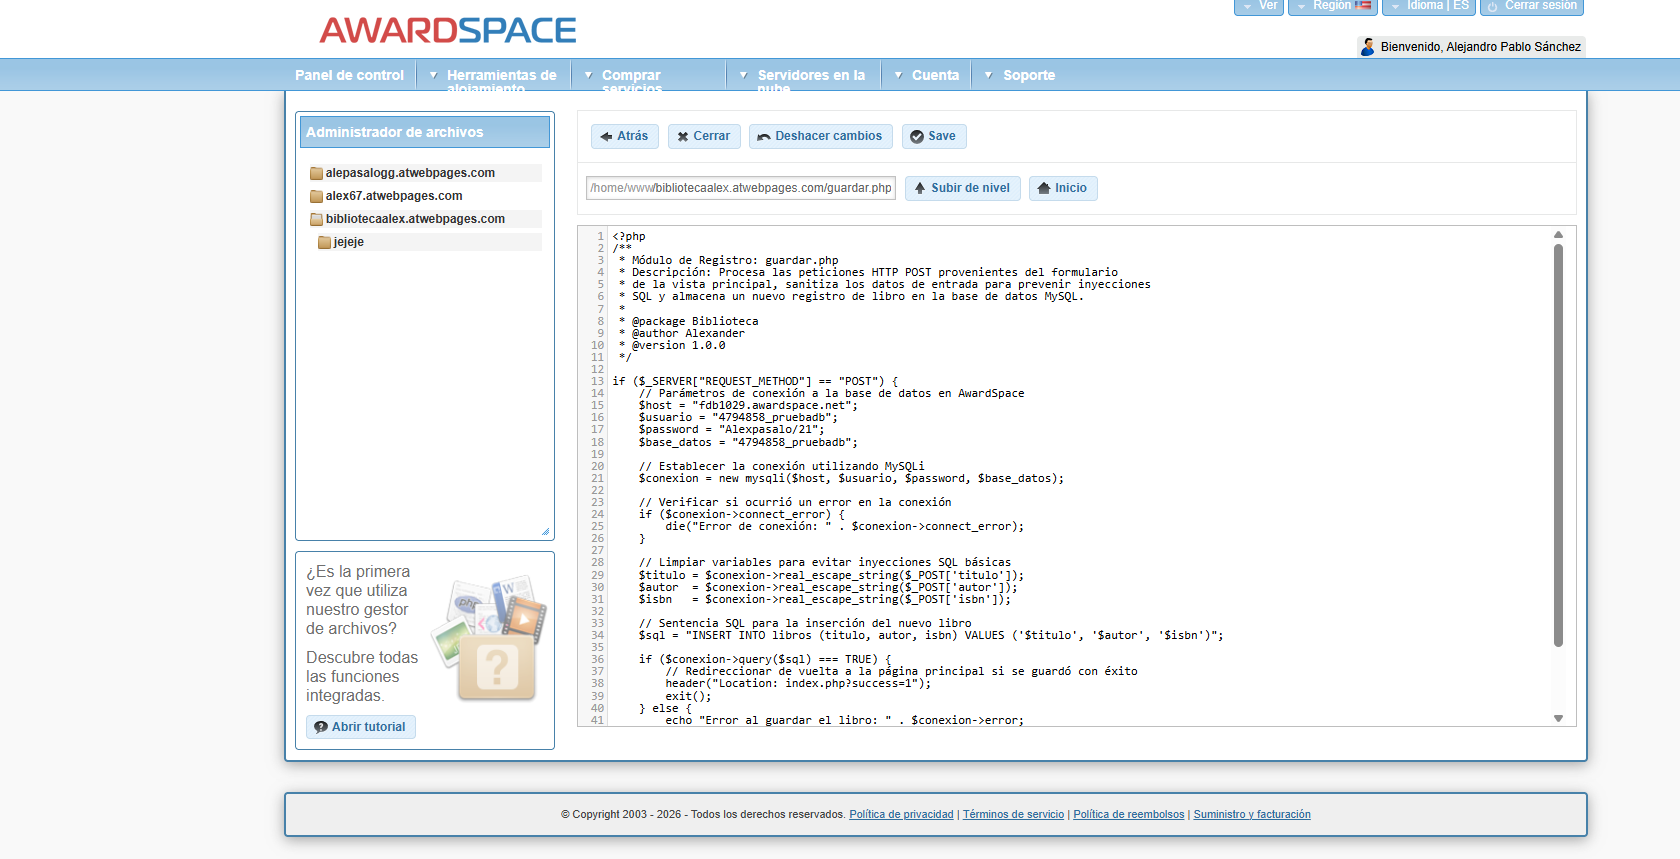 Ver
Región
Idioma | ES
Cerrar sesión
AWARDSPACE
Bienvenido, Alejandro Pablo Sánchez
Panel de control
Herramientas de alojamiento
Comprar servicios
Servidores en la nube
Cuenta
Soporte
Administrador de archivos
alepasalogg.atwebpages.com
alex67.atwebpages.com
bibliotecaalex.atwebpages.com
jejeje
¿Es la primera
vez que utiliza
nuestro gestor
de archivos?
Descubre todas
las funciones
integradas.
Abrir tutorial
Atrás
Cerrar
Deshacer cambios
Save
/home/www/bibliotecaalex.atwebpages.com/guardar.php
Subir de nivel
Inicio
1 <?php
2 /**
3  * Módulo de Registro: guardar.php
4  * Descripción: Procesa las peticiones HTTP POST provenientes del formulario
5  * de la vista principal, sanitiza los datos de entrada para prevenir inyecciones
6  * SQL y almacena un nuevo registro de libro en la base de datos MySQL.
7  *
8  * @package Biblioteca
9  * @author Alexander
10  * @version 1.0.0
11  */
12
13 if ($_SERVER["REQUEST_METHOD"] == "POST") {
14     // Parámetros de conexión a la base de datos en AwardSpace
15     $host = "fdb1029.awardspace.net";
16     $usuario = "4794858_pruebadb";
17     $password = "Alexpasalo/21";
18     $base_datos = "4794858_pruebadb";
19
20     // Establecer la conexión utilizando MySQLi
21     $conexion = new mysqli($host, $usuario, $password, $base_datos);
22
23     // Verificar si ocurrió un error en la conexión
24     if ($conexion->connect_error) {
25         die("Error de conexión: " . $conexion->connect_error);
26     }
27
28     // Limpiar variables para evitar inyecciones SQL básicas
29     $titulo = $conexion->real_escape_string($_POST['titulo']);
30     $autor  = $conexion->real_escape_string($_POST['autor']);
31     $isbn   = $conexion->real_escape_string($_POST['isbn']);
32
33     // Sentencia SQL para la inserción del nuevo libro
34     $sql = "INSERT INTO libros (titulo, autor, isbn) VALUES ('$titulo', '$autor', '$isbn')";
35
36     if ($conexion->query($sql) === TRUE) {
37         // Redireccionar de vuelta a la página principal si se guardó con éxito
38         header("Location: index.php?success=1");
39         exit();
40     } else {
41         echo "Error al guardar el libro: " . $conexion->error;
© Copyright 2003 - 2026 - Todos los derechos reservados. Política de privacidad | Términos de servicio | Política de reembolsos | Suministro y facturación